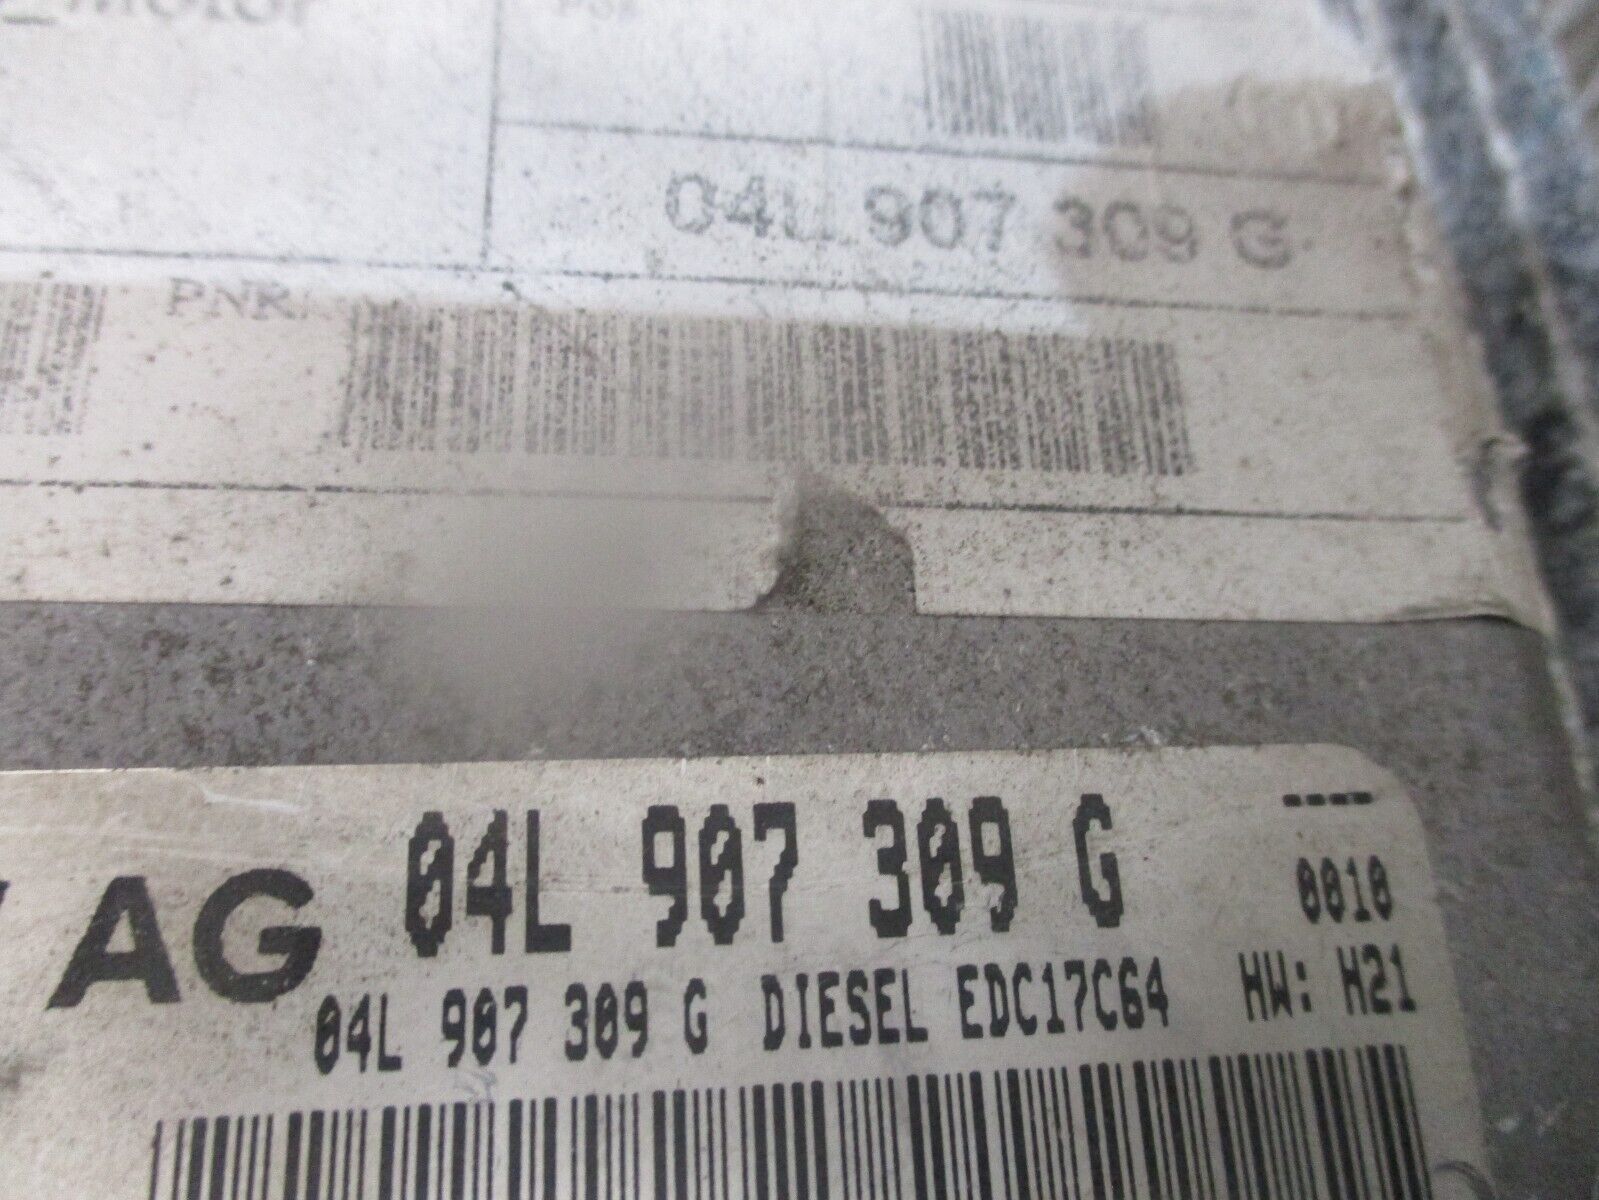 04L 907 309 G
PNR.
04L 907 309 G
AG
0010
04L 907 309 G DIESEL EDC17C64 HW: H21